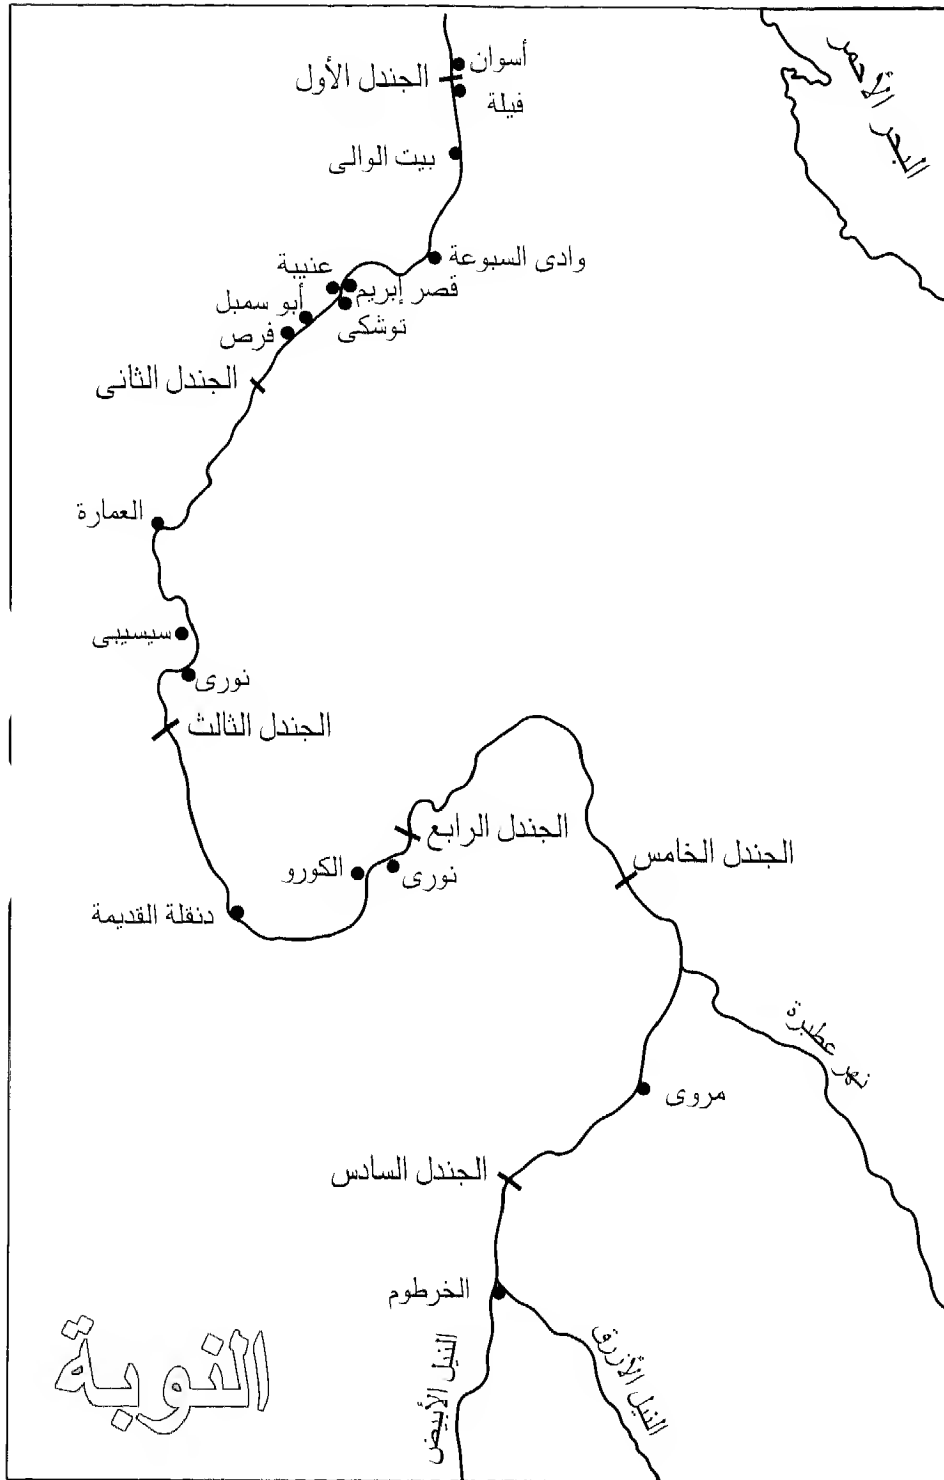 أسوان
الجندل الأول
فيلة
البحر الأحمر
بيت الوالى
وادى السبوعة
عنيبة
قصر إبريم
أبو سمبل
توشكى
فرص
الجندل الثانى
العمارة
سيسيبى
نورى
الجندل الثالث
الجندل الرابع
الجندل الخامس
الكورو
نورى
دنقلة القديمة
نهر عطبرة
مروى
الجندل السادس
الخرطوم
النيل الأزرق
النيل الأبيض
النوبة